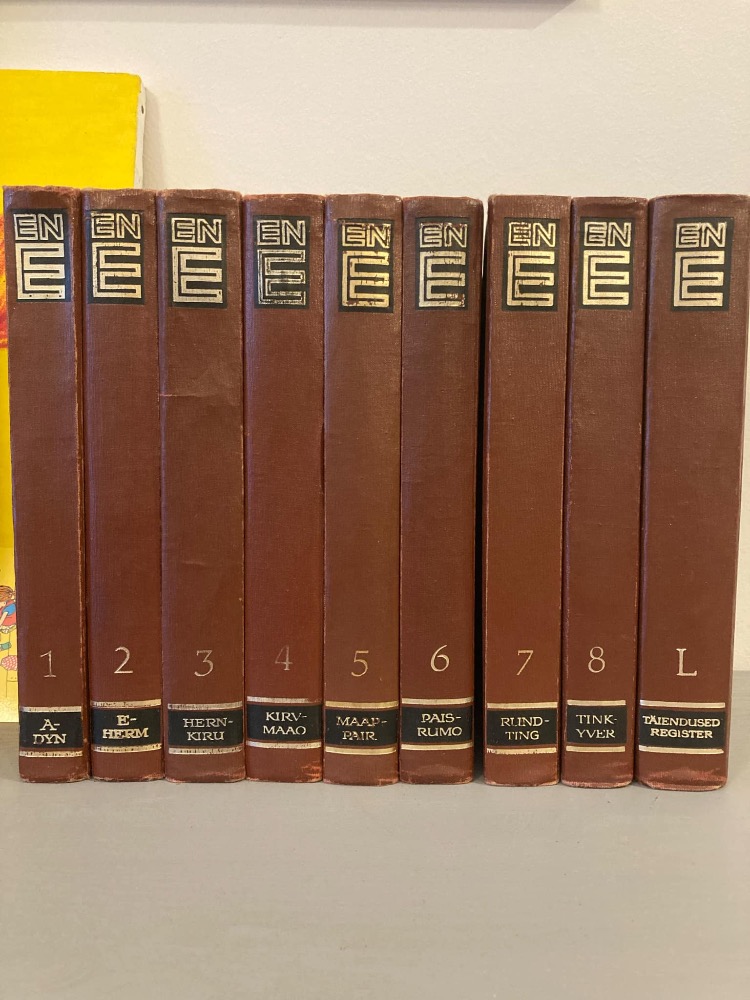 EN
E
1
A-
DYN
EN
E
2
E-
HERM
EN
E
3
HERN-
KIRU
EN
E
4
KIRV-
MAAO
EN
E
5
MAAP-
PAIR
EN
E
6
PAIS-
RUMO
EN
E
7
RUND-
TING
EN
E
8
TINK-
YVER
EN
E
L
TÄIENDUSED
REGISTER